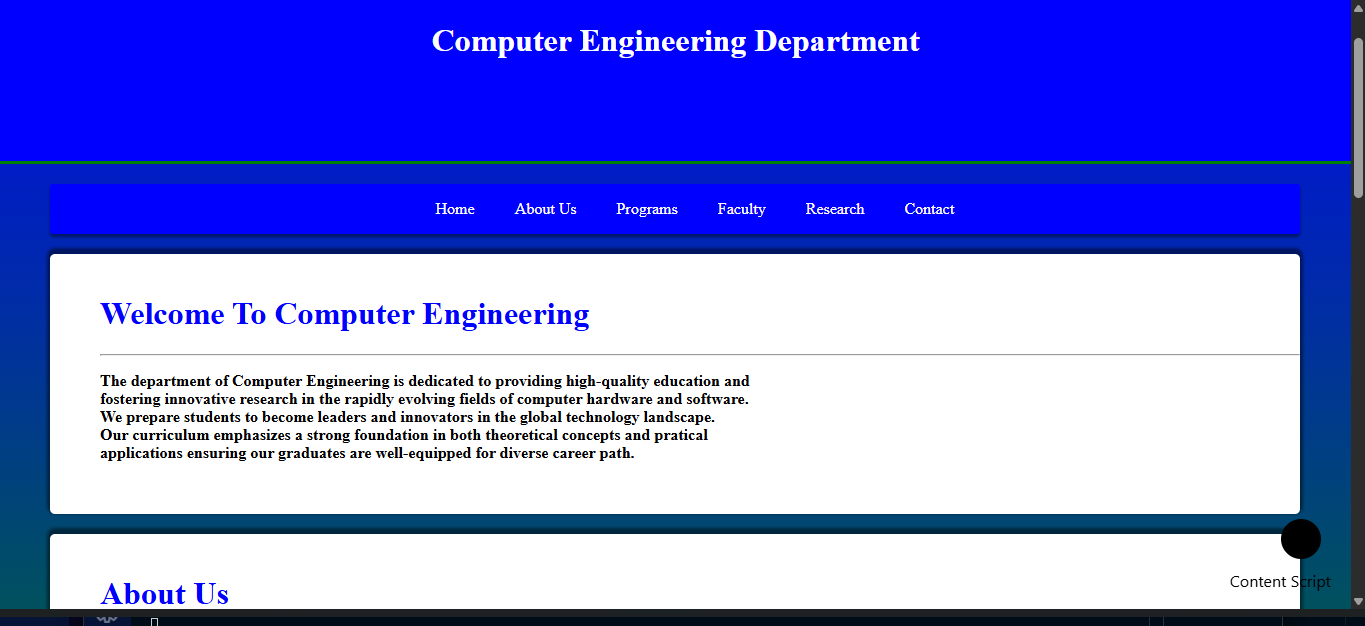 Computer Engineering Department
Home About Us Programs Faculty Research Contact
Welcome To Computer Engineering
The department of Computer Engineering is dedicated to providing high-quality education and
fostering innovative research in the rapidly evolving fields of computer hardware and software.
We prepare students to become leaders and innovators in the global technology landscape.
Our curriculum emphasizes a strong foundation in both theoretical concepts and pratical
applications ensuring our graduates are well-equipped for diverse career path.
About Us
Content Script